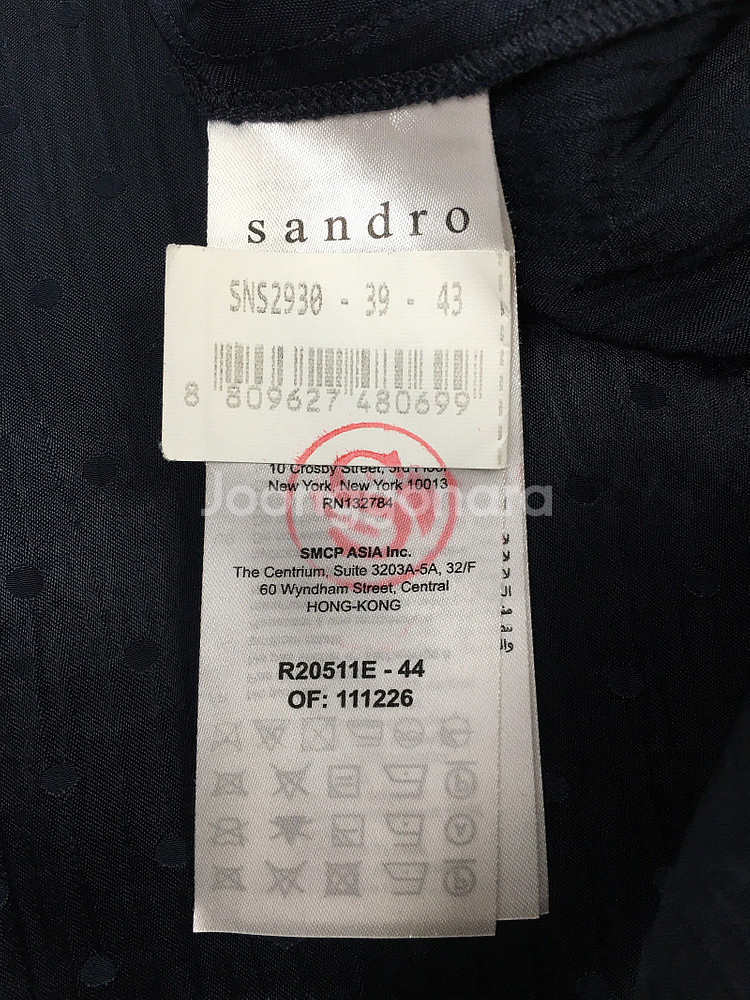 sandro
SNS2930 - 39 - 43
8 809627 480699
10 Crosby Street, 3rd Floor
New York, New York 10013
RN132784
Joonggonara
SMCP ASIA Inc.
The Centrium, Suite 3203A-5A, 32/F
60 Wyndham Street, Central
HONG-KONG
R20511E - 44
OF: 111226